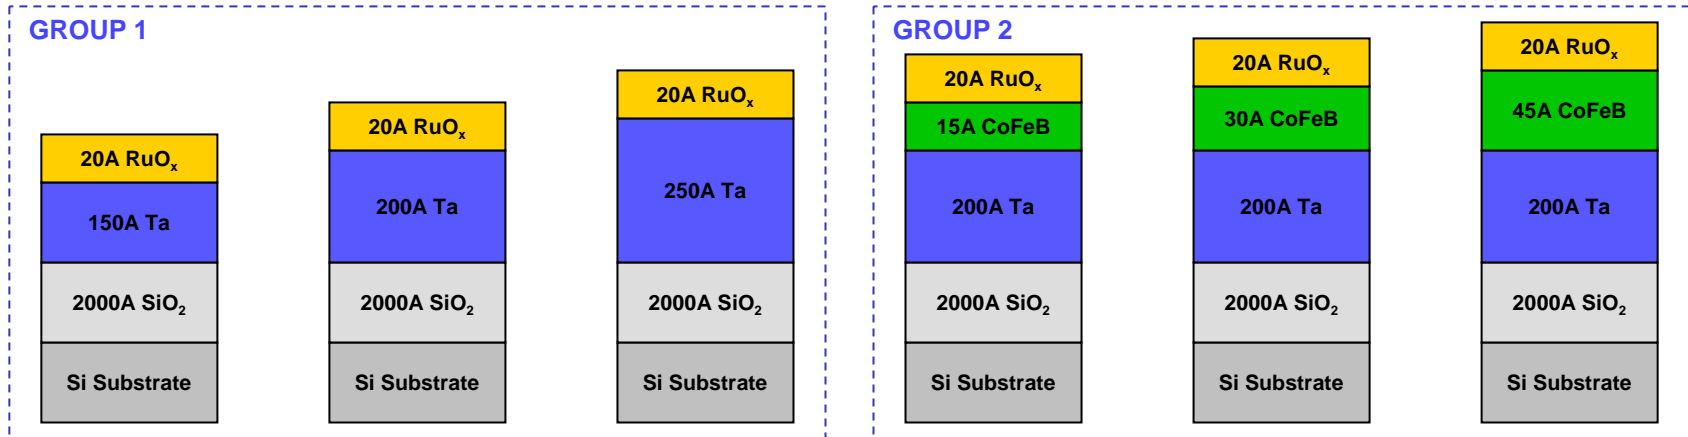 GROUP 1
20A RuOx
150A Ta
2000A SiO2
Si Substrate
20A RuOx
200A Ta
2000A SiO2
Si Substrate
20A RuOx
250A Ta
2000A SiO2
Si Substrate
GROUP 2
20A RuOx
15A CoFeB
200A Ta
2000A SiO2
Si Substrate
20A RuOx
30A CoFeB
200A Ta
2000A SiO2
Si Substrate
20A RuOx
45A CoFeB
200A Ta
2000A SiO2
Si Substrate